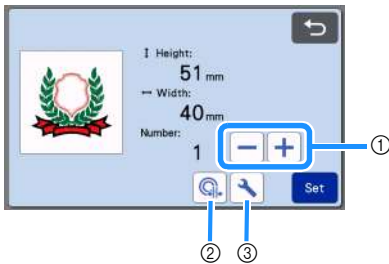 Height:
51 mm
Width:
40 mm
Number:
1 − +
①
Set
② ③